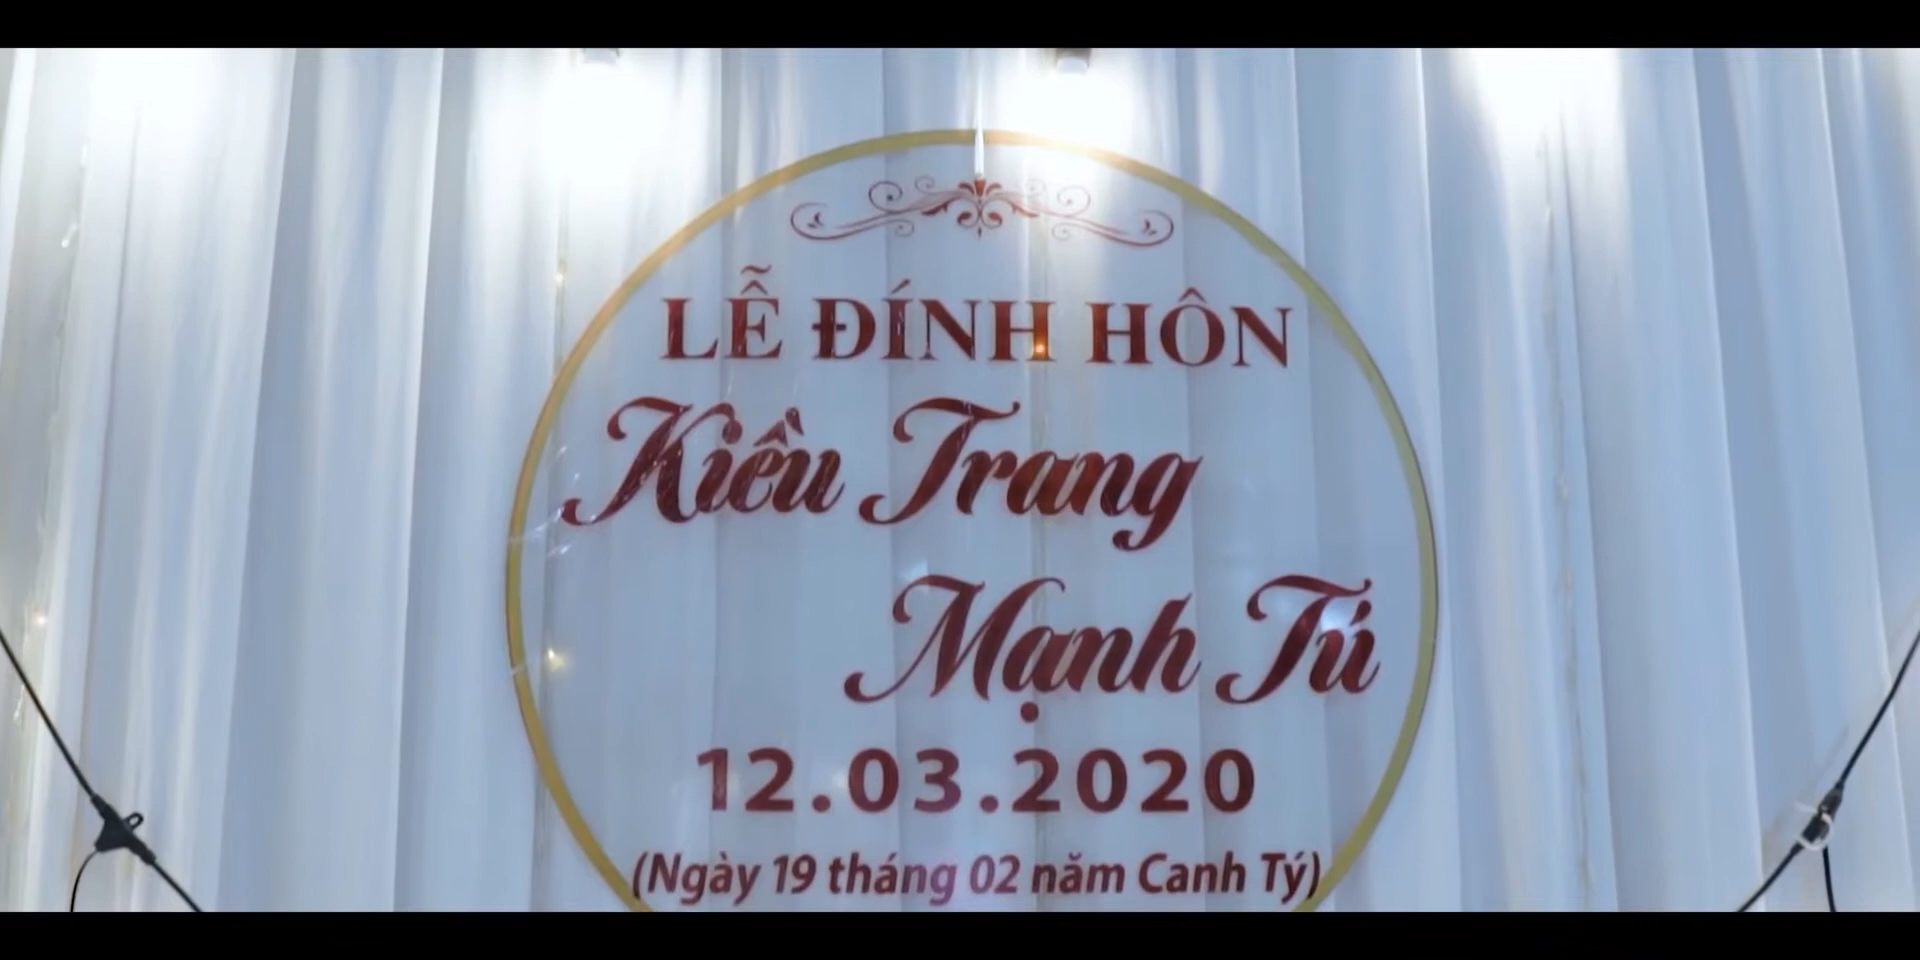 LỄ ĐÍNH HÔN
Kiều Trang
Mạnh Tú
12.03.2020
(Ngày 19 tháng 02 năm Canh Tý)